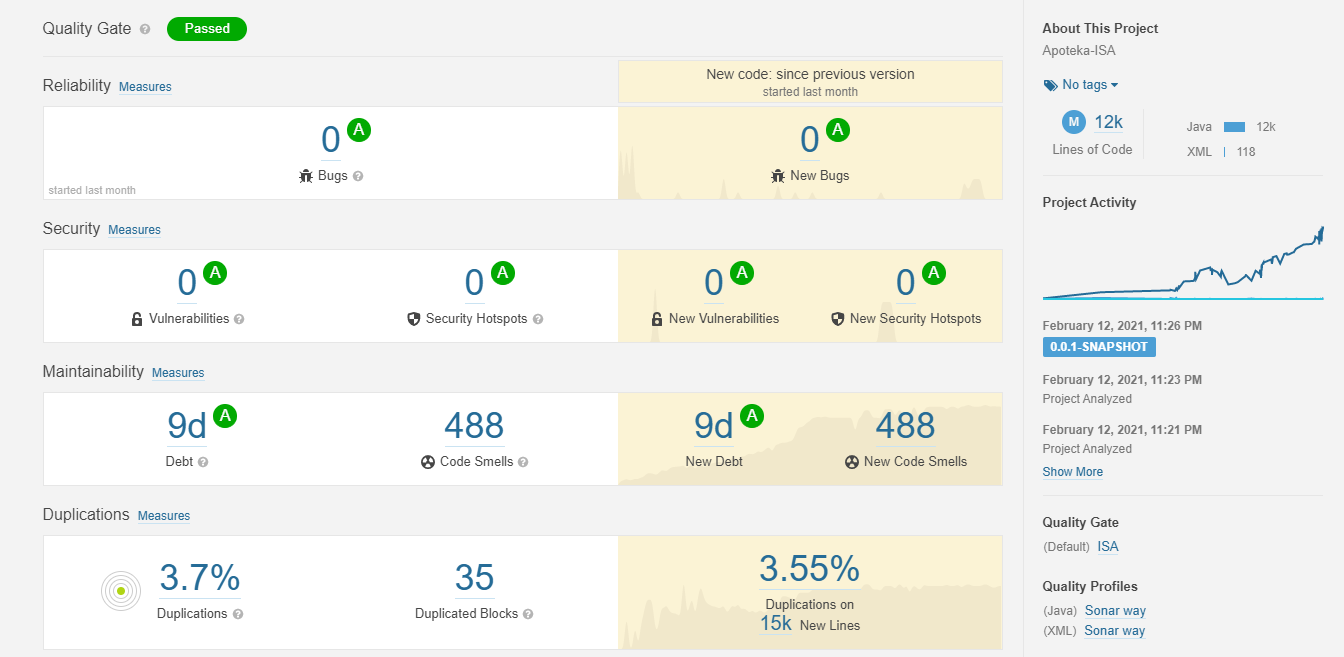 Quality Gate ? Passed
New code: since previous version
started last month
Reliability Measures
0 A
Bugs ?
started last month
0 A
New Bugs
Security Measures
0 A
Vulnerabilities ?
0 A
Security Hotspots ?
0 A
New Vulnerabilities
0 A
New Security Hotspots
Maintainability Measures
9d A
Debt ?
488
Code Smells ?
9d A
New Debt
488
New Code Smells
Duplications Measures
3.7%
Duplications ?
35
Duplicated Blocks ?
3.55%
Duplications on
15k New Lines
About This Project
Apoteka-ISA
No tags
M 12k
Lines of Code
Java 12k
XML 118
Project Activity
February 12, 2021, 11:26 PM
0.0.1-SNAPSHOT
February 12, 2021, 11:23 PM
Project Analyzed
February 12, 2021, 11:21 PM
Project Analyzed
Show More
Quality Gate
(Default) ISA
Quality Profiles
(Java) Sonar way
(XML) Sonar way